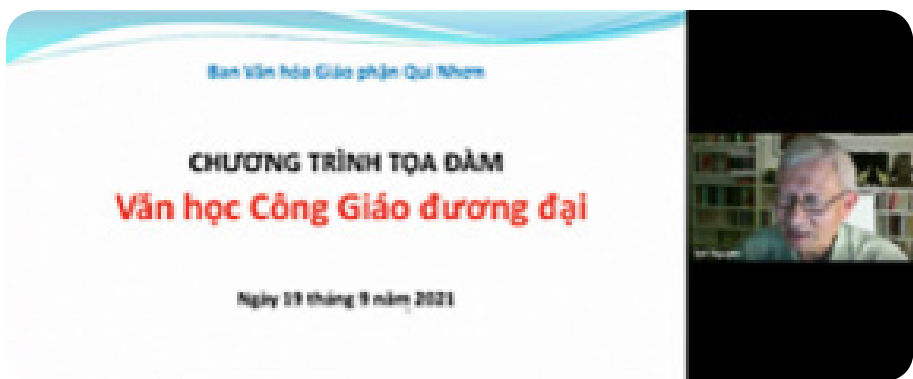 Ban Văn hóa Giáo phận Qui Nhơn
CHƯƠNG TRÌNH TỌA ĐÀM
Văn học Công Giáo đương đại
Ngày 19 tháng 9 năm 2021